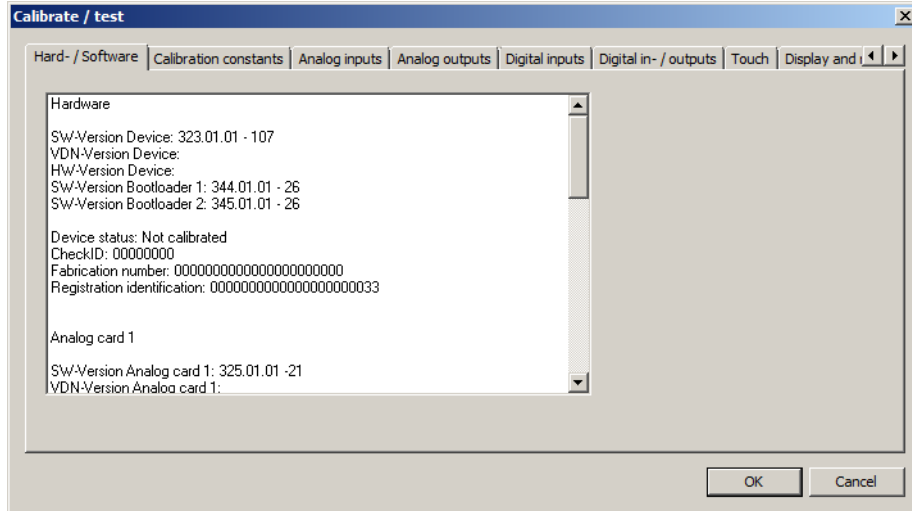 Calibrate / test
Hard- / Software Calibration constants Analog inputs Analog outputs Digital inputs Digital in- / outputs Touch Display and
Hardware
SW-Version Device: 323.01.01 - 107
VDN-Version Device:
HW-Version Device:
SW-Version Bootloader 1: 344.01.01 - 26
SW-Version Bootloader 2: 345.01.01 - 26
Device status: Not calibrated
CheckID: 00000000
Fabrication number: 00000000000000000000
Registration identification: 00000000000000000033
Analog card 1
SW-Version Analog card 1: 325.01.01 -21
VDN-Version Analog card 1:
OK Cancel